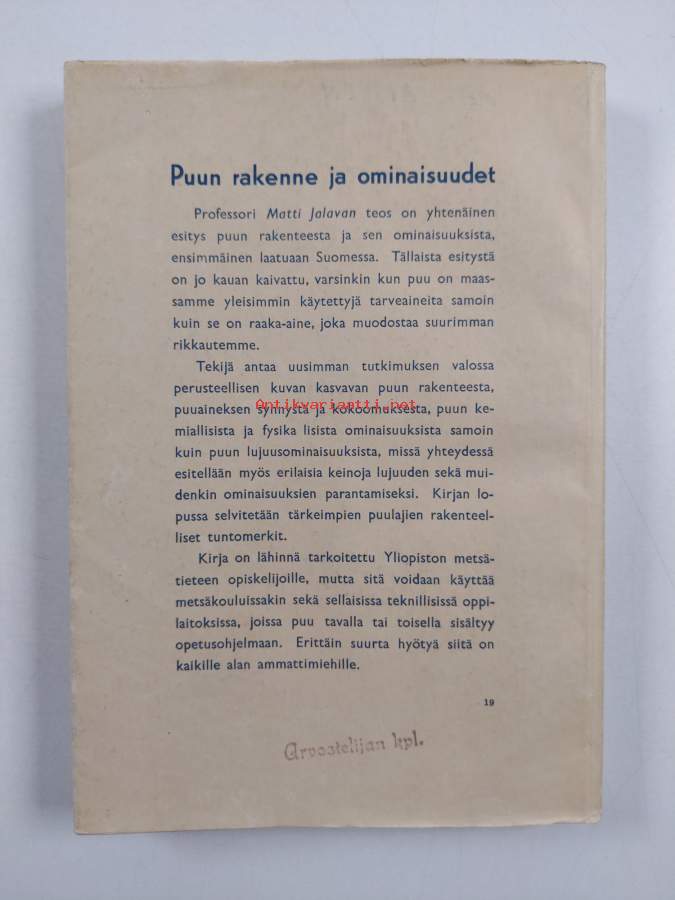 Puun rakenne ja ominaisuudet
Professori Matti Jalavan teos on yhtenäinen
esitys puun rakenteesta ja sen ominaisuuksista,
ensimmäinen laatuaan Suomessa. Tällaista esitystä
on jo kauan kaivattu, varsinkin kun puu on maas-
samme yleisimmin käytettyjä tarveaineita samoin
kuin se on raaka-aine, joka muodostaa suurimman
rikkautemme.
Tekijä antaa uusimman tutkimuksen valossa
perusteellisen kuvan kasvavan puun rakenteesta,
Antikvariantti.net
puuaineksen synnystä ja kokoomuksesta, puun ke-
miallisista ja fysika lisista ominaisuuksista samoin
kuin puun lujuusominaisuuksista, missä yhteydessä
esitellään myös erilaisia keinoja lujuuden sekä mui-
denkin ominaisuuksien parantamiseksi. Kirjan lo-
pussa selvitetään tärkeimpien puulajien rakenteel-
liset tuntomerkit.
Kirja on lähinnä tarkoitettu Yliopiston metsä-
tieteen opiskelijoille, mutta sitä voidaan käyttää
metsäkouluissakin sekä sellaisissa teknillisissä oppi-
laitoksissa, joissa puu tavalla tai toisella sisältyy
opetusohjelmaan. Erittäin suurta hyötyä siitä on
kaikille alan ammattimiehille.
19
Arvostelijan kpl.